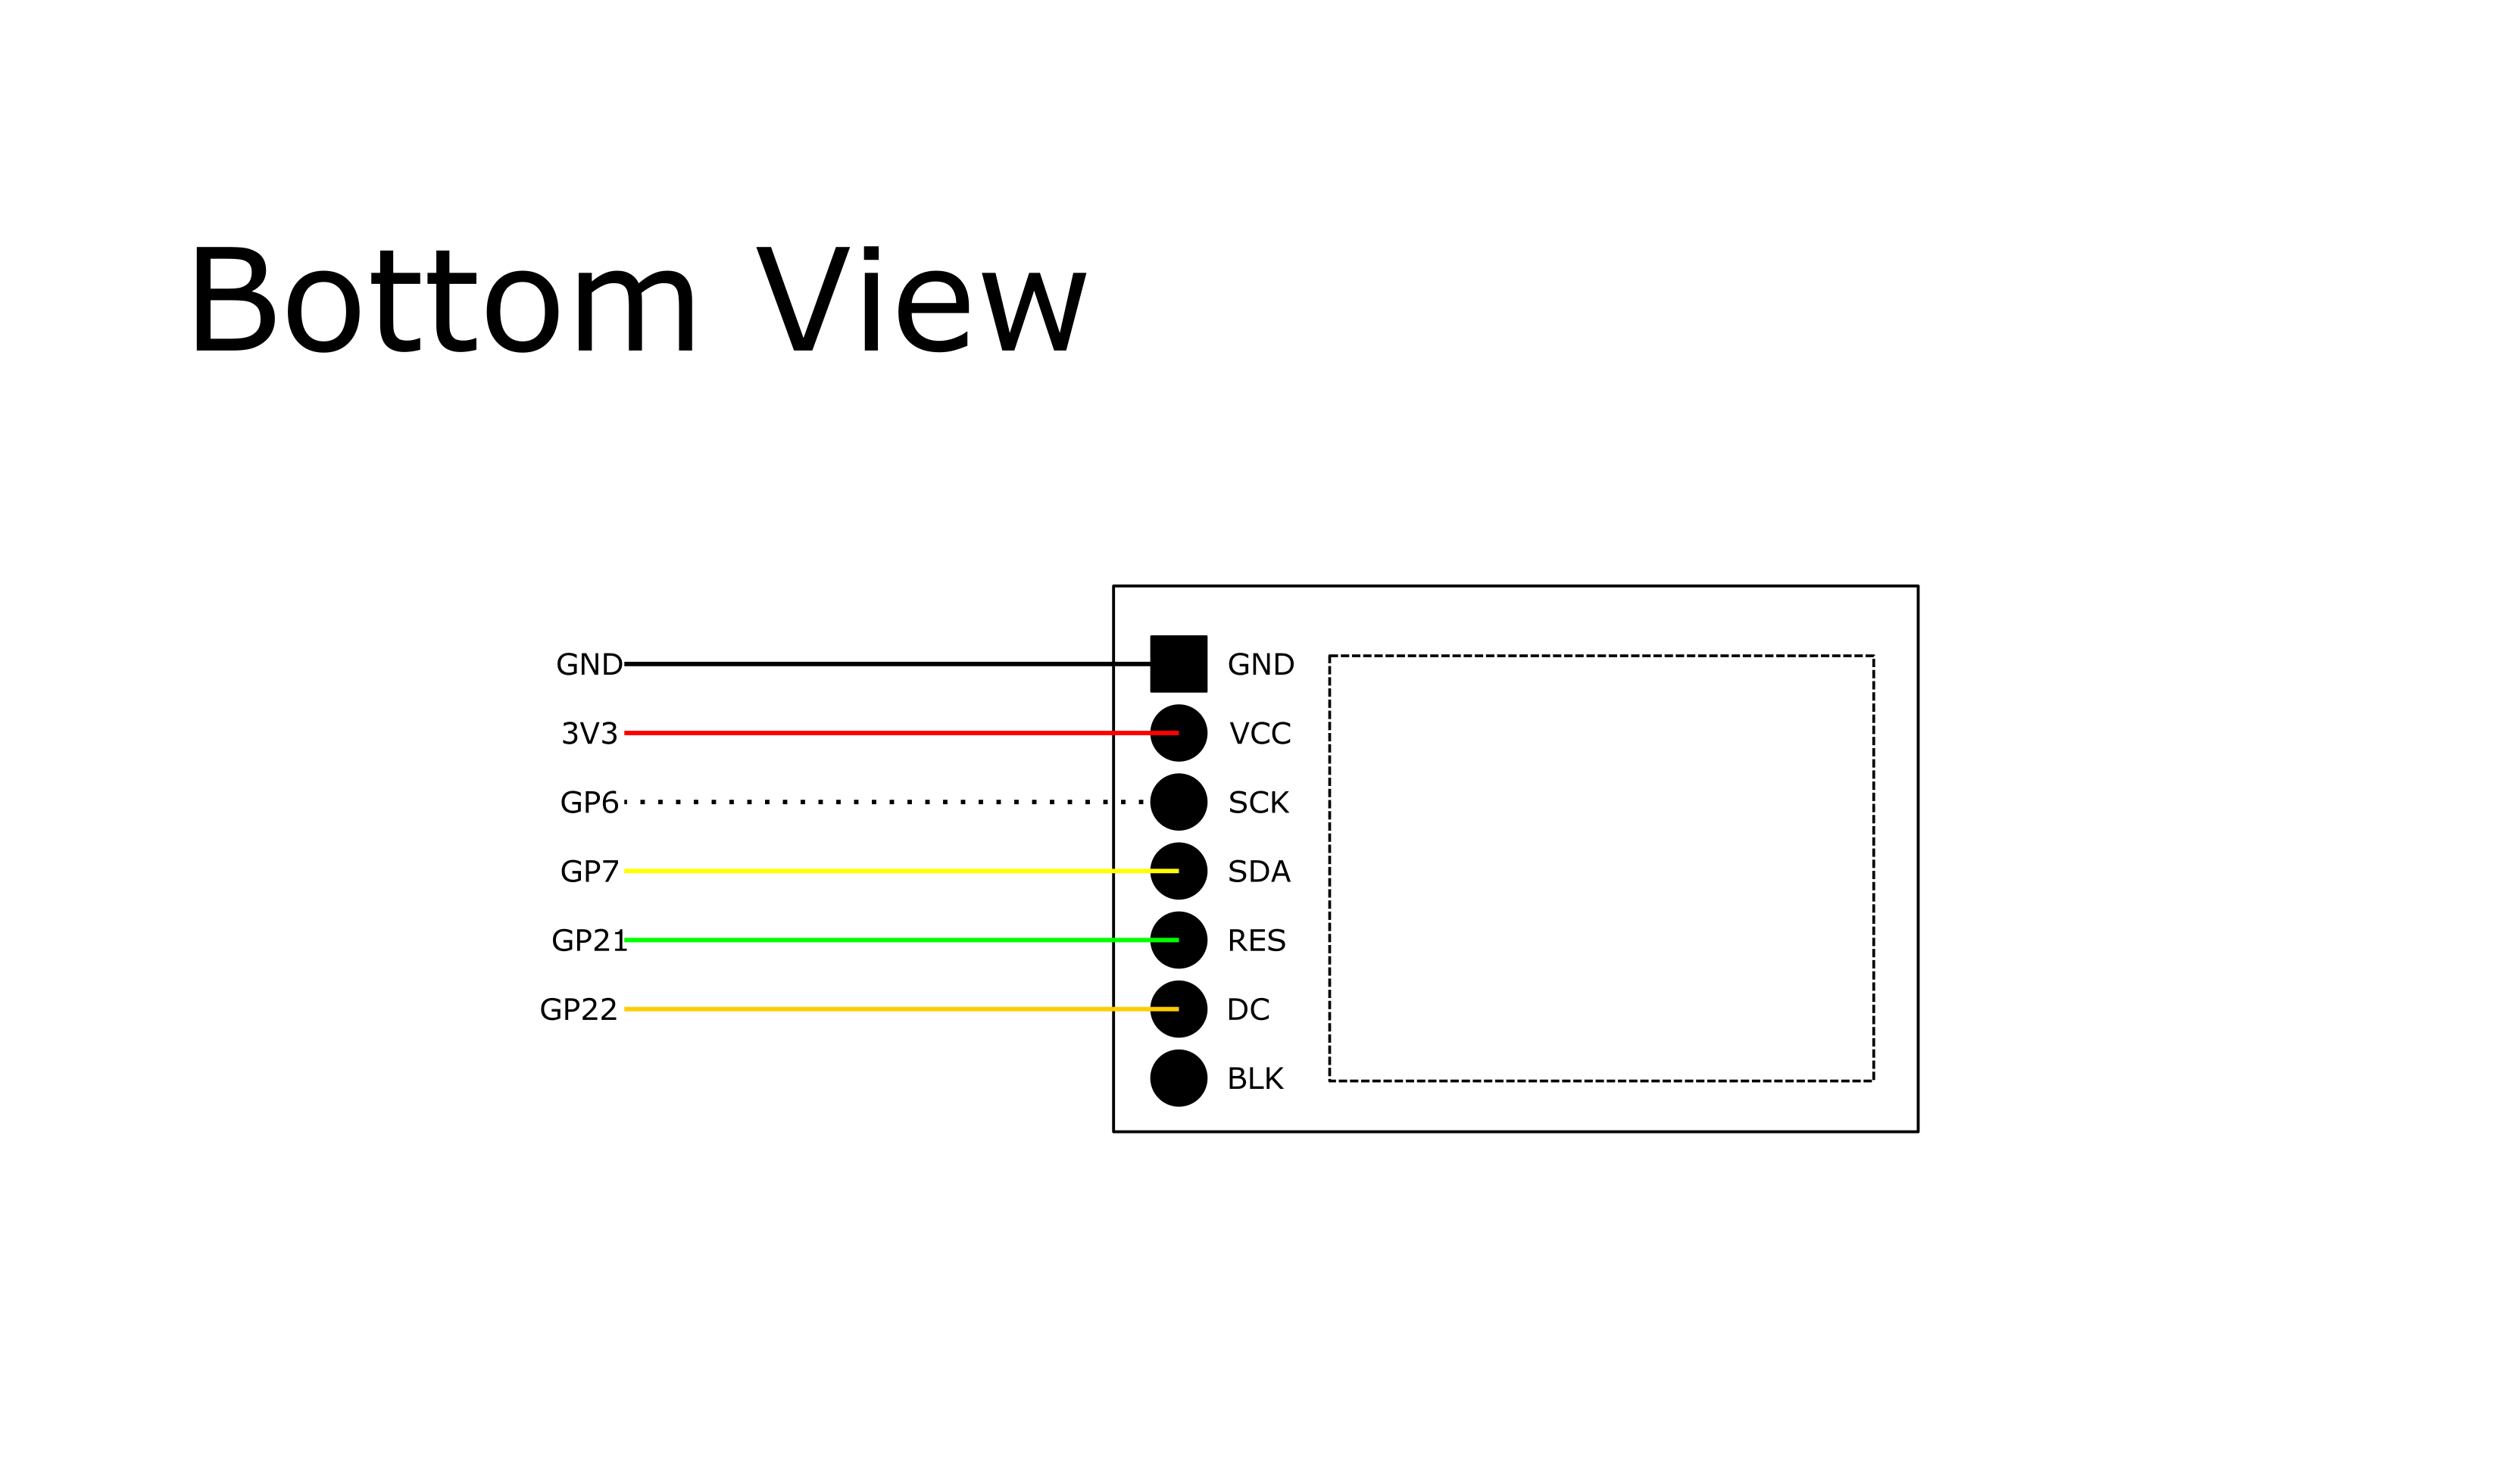 Bottom View
GND GND
3V3 VCC
GP6 SCK
GP7 SDA
GP21 RES
GP22 DC
BLK